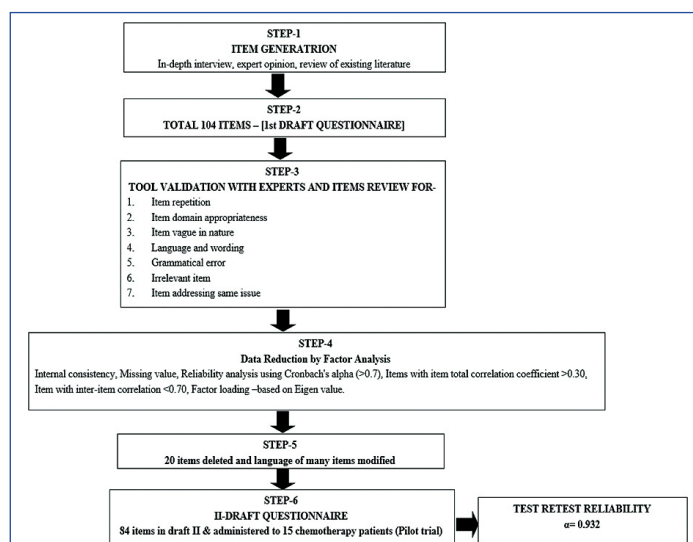 STEP-1
ITEM GENERATRION
In-depth interview, expert opinion, review of existing literature
STEP-2
TOTAL 104 ITEMS – [1st DRAFT QUESTIONNAIRE]
STEP-3
TOOL VALIDATION WITH EXPERTS AND ITEMS REVIEW FOR-
1. Item repetition
2. Item domain appropriateness
3. Item vague in nature
4. Language and wording
5. Grammatical error
6. Irrelevant item
7. Item addressing same issue
STEP-4
Data Reduction by Factor Analysis
Internal consistency, Missing value, Reliability analysis using Cronbach's alpha (>0.7), Items with item total correlation coefficient >0.30,
Item with inter-item correlation <0.70, Factor loading –based on Eigen value.
STEP-5
20 items deleted and language of many items modified
STEP-6
II-DRAFT QUESTIONNAIRE
84 items in draft II & administered to 15 chemotherapy patients (Pilot trial)
TEST RETEST RELIABILITY
α= 0.932